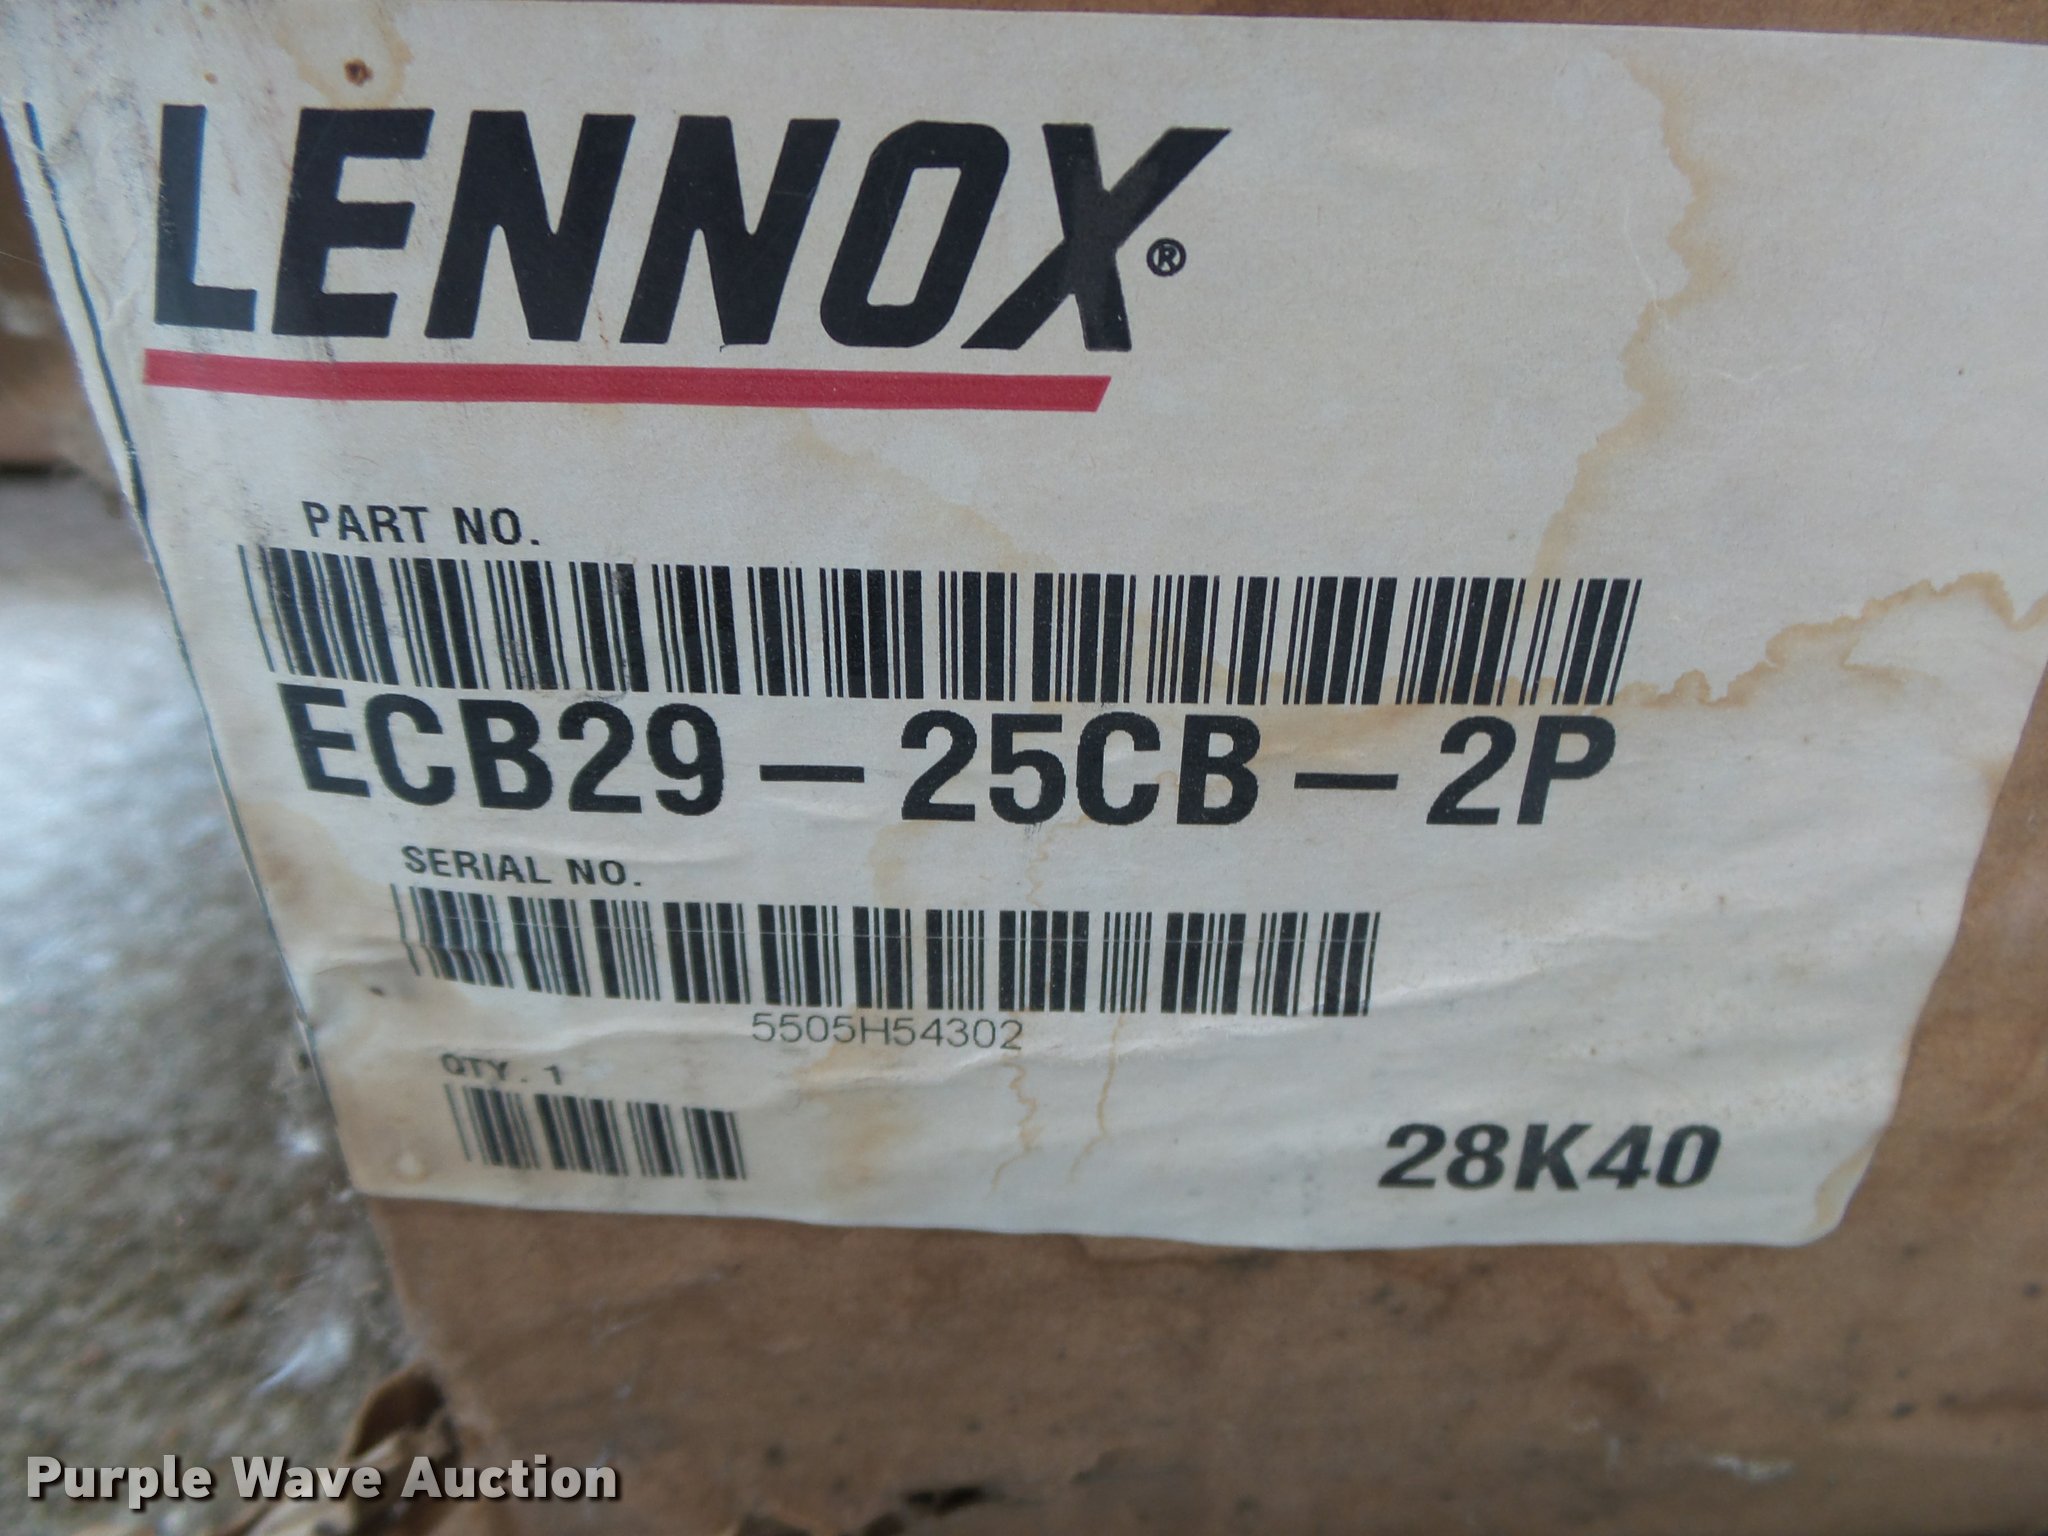 LENNOX®
PART NO.
ECB29-25CB-2P
SERIAL NO.
5505H54302
QTY. 1
28K40
Purple Wave Auction